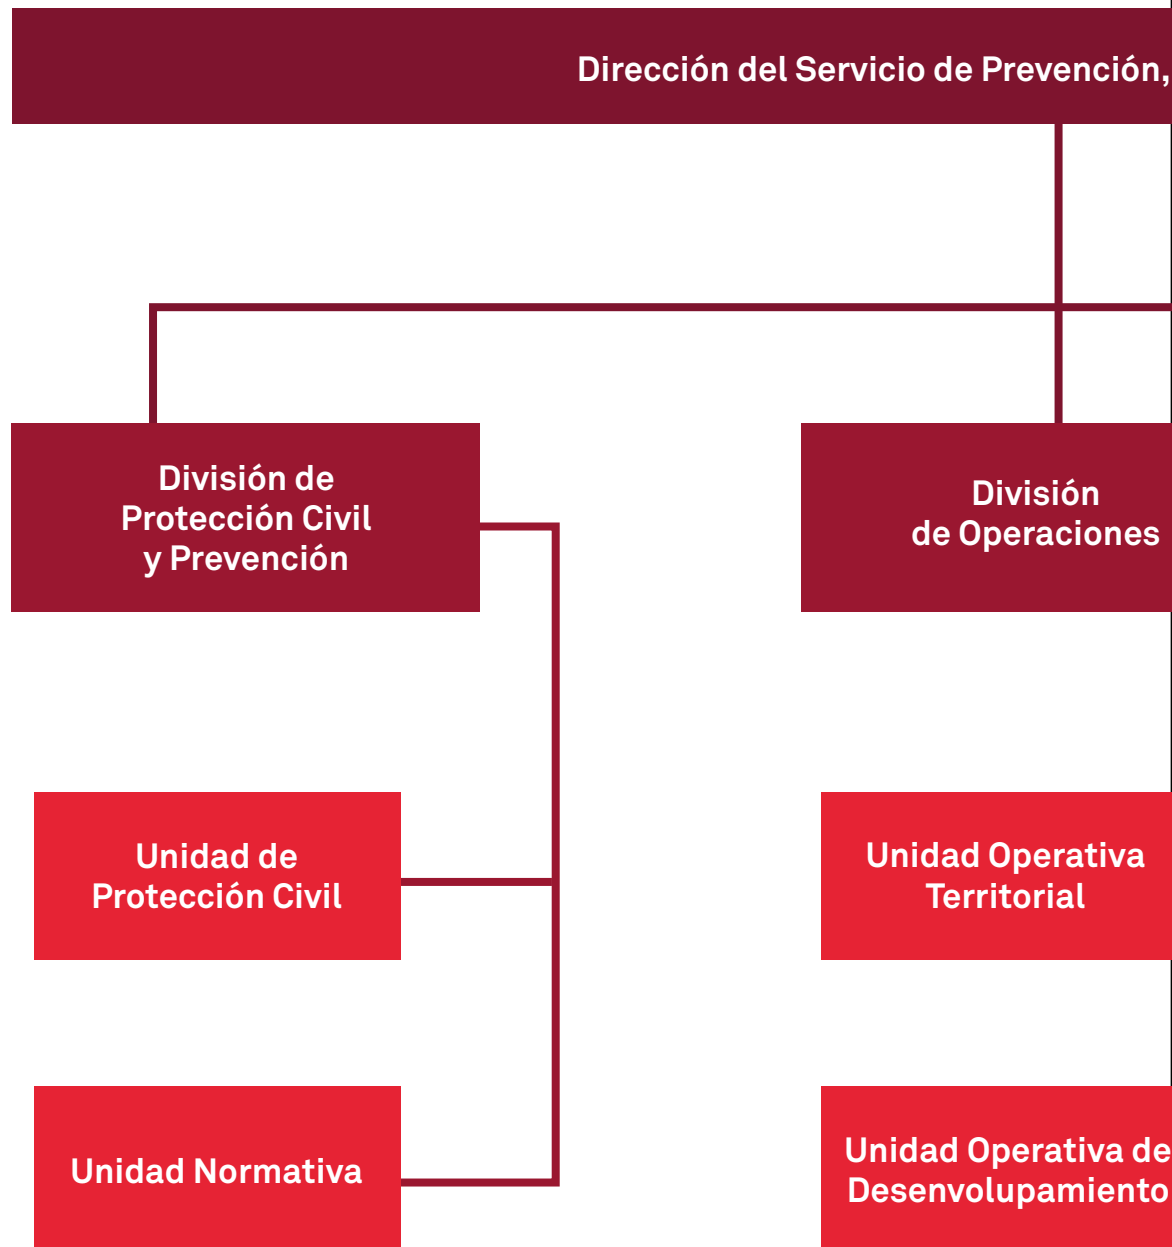 Dirección del Servicio de Prevención,
División de
Protección Civil
y Prevención
División
de Operaciones
Unidad de
Protección Civil
Unidad Operativa
Territorial
Unidad Normativa
Unidad Operativa de
Desenvolupamiento